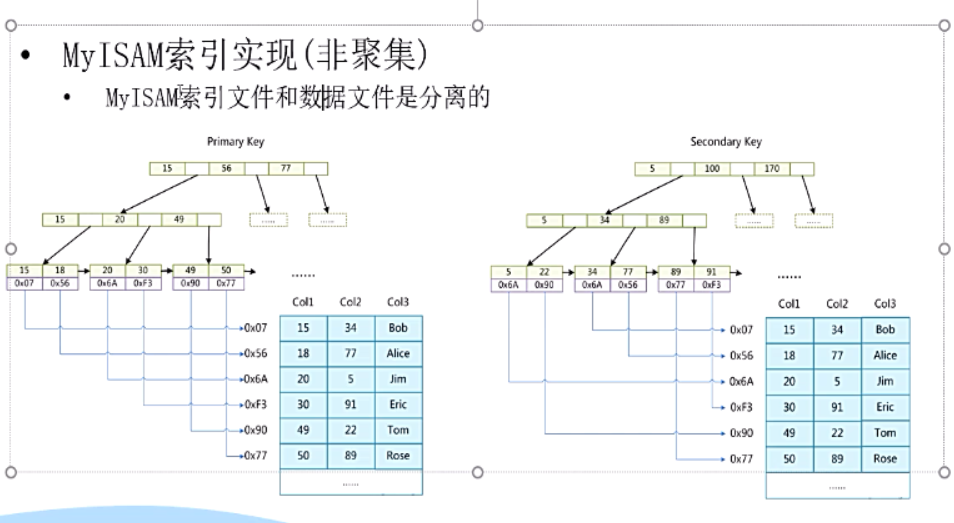 • MyISAM索引实现(非聚集)
• MyISAM索引文件和数据文件是分离的
Primary Key
15 56 77
15 20 49
...... ......
15 18 20 30 49 50
0x07 0x56 0x6A 0xF3 0x90 0x77
......
Col1 Col2 Col3
0x07 15 34 Bob
0x56 18 77 Alice
0x6A 20 5 Jim
0xF3 30 91 Eric
0x90 49 22 Tom
0x77 50 89 Rose
......
Secondary Key
5 100 170
5 34 89
...... ......
5 22 34 77 89 91
0x6A 0x90 0x6A 0x56 0x77 0xF3
......
Col1 Col2 Col3
0x07 15 34 Bob
0x56 18 77 Alice
0x6A 20 5 Jim
0xF3 30 91 Eric
0x90 49 22 Tom
0x77 50 89 Rose
......